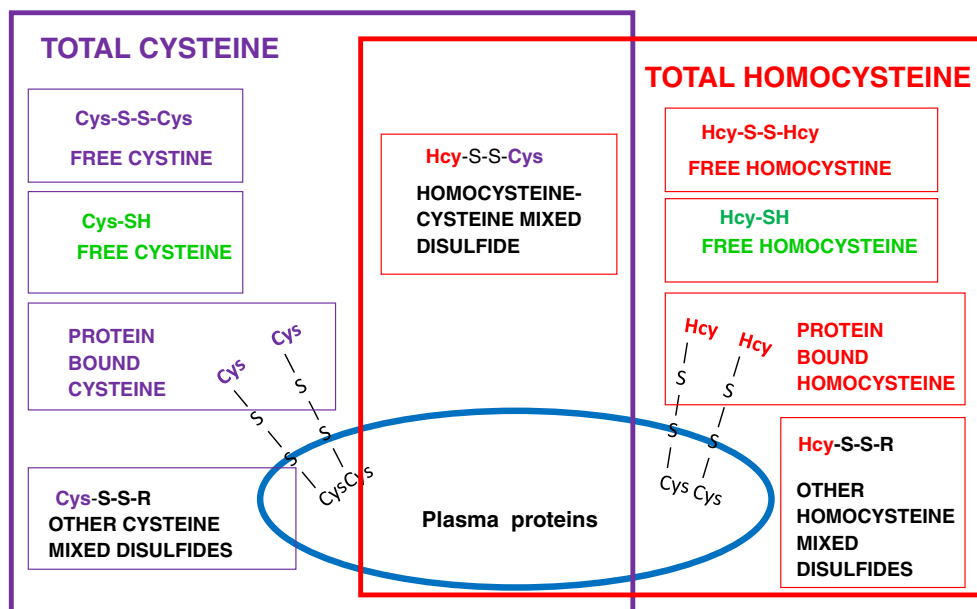 TOTAL CYSTEINE
Cys-S-S-Cys
FREE CYSTINE
Cys-SH
FREE CYSTEINE
PROTEIN
BOUND
CYSTEINE
Cys
S
S
Cys
Cys
S
S
Cys
Cys-S-S-R
OTHER CYSTEINE
MIXED DISULFIDES
Hcy-S-S-Cys
HOMOCYSTEINE-
CYSTEINE MIXED
DISULFIDE
Plasma proteins
TOTAL HOMOCYSTEINE
Hcy-S-S-Hcy
FREE HOMOCYSTINE
Hcy-SH
FREE HOMOCYSTEINE
Hcy
S
S
Cys
Hcy
S
S
Cys
PROTEIN
BOUND
HOMOCYSTEINE
Hcy-S-S-R
OTHER
HOMOCYSTEINE
MIXED
DISULFIDES